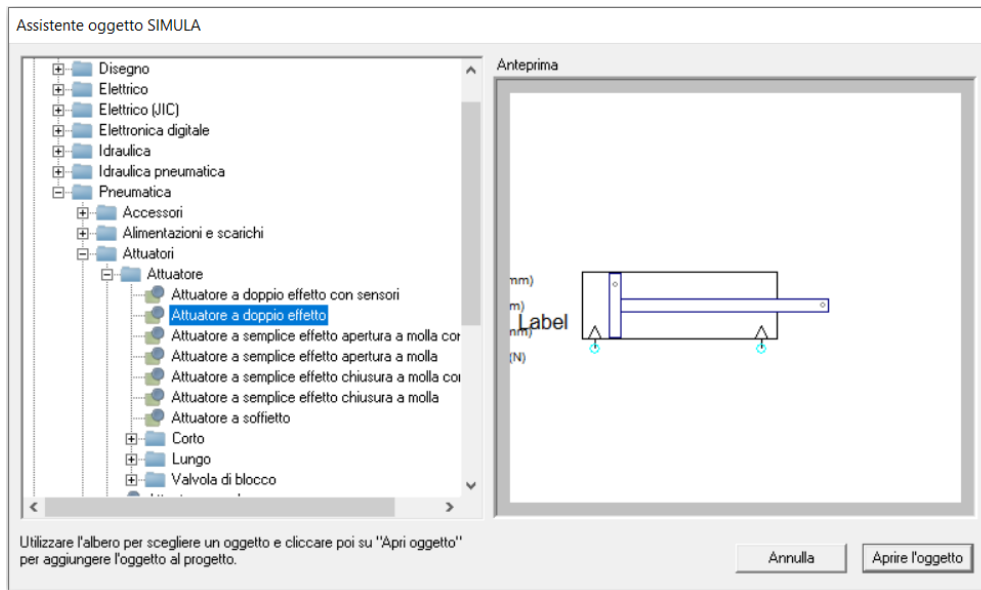 Assistente oggetto SIMULA
Disegno
Elettrico
Elettrico (JIC)
Elettronica digitale
Idraulica
Idraulica pneumatica
Pneumatica
Accessori
Alimentazioni e scarichi
Attuatori
Attuatore
Attuatore a doppio effetto con sensori
Attuatore a doppio effetto
Attuatore a semplice effetto apertura a molla cor
Attuatore a semplice effetto apertura a molla
Attuatore a semplice effetto chiusura a molla cor
Attuatore a semplice effetto chiusura a molla
Attuatore a soffietto
Corto
Lungo
Valvola di blocco
Anteprima
mm)
m)
Label
mm)
(N)
Utilizzare l'albero per scegliere un oggetto e cliccare poi su "Apri oggetto"
per aggiungere l'oggetto al progetto.
Annulla
Aprire l'oggetto